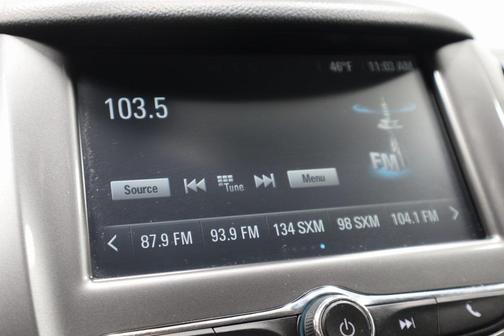 46°F 11:03 AM
103.5
FM
Source Tune Menu
87.9 FM 93.9 FM 134 SXM 98 SXM 104.1 FM